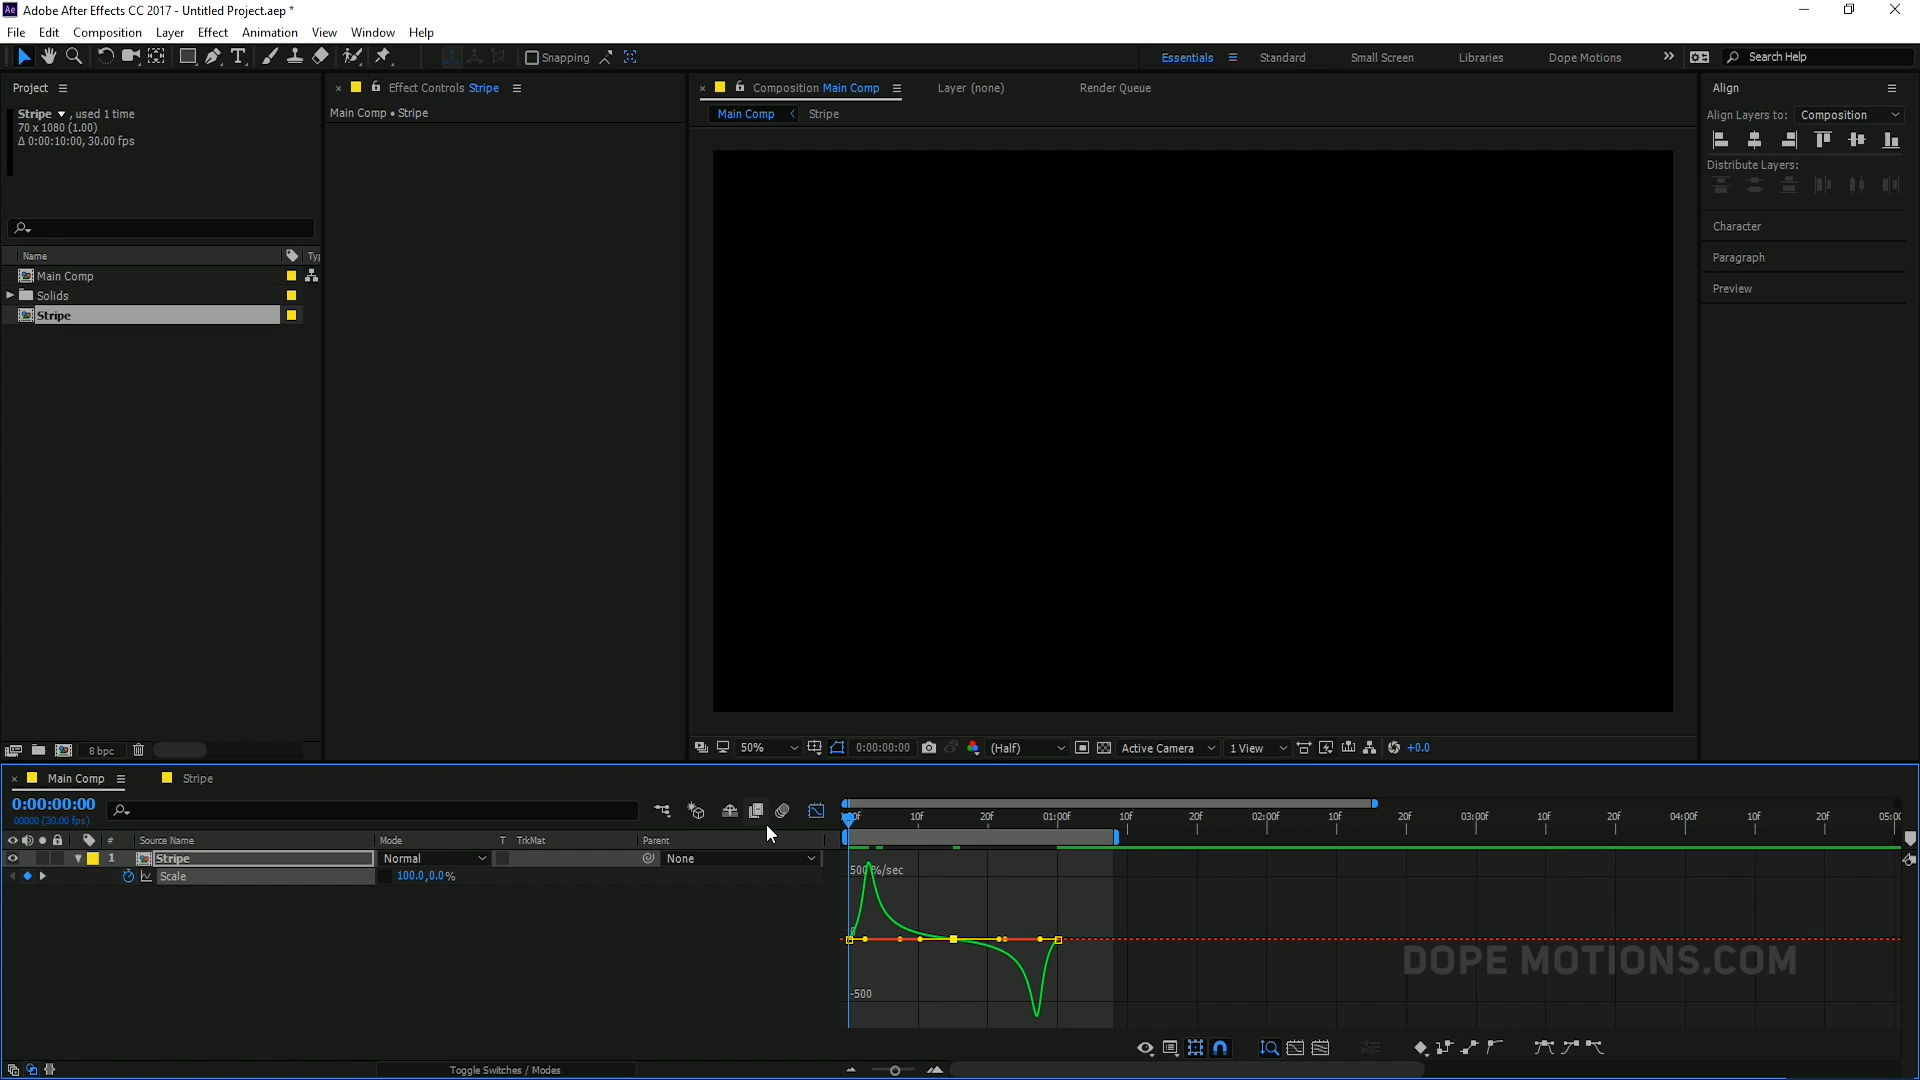 Ae Adobe After Effects CC 2017 - Untitled Project.aep *
File Edit Composition Layer Effect Animation View Window Help
Snapping Essentials Standard Small Screen Libraries Dope Motions Search Help
Project Effect Controls Stripe Composition Main Comp Layer (none) Render Queue Align
Main Comp • Stripe
Main Comp Stripe
Stripe , used 1 time
70 x 1080 (1.00)
Δ 0:00:10:00, 30.00 fps
Align Layers to: Composition
Distribute Layers:
Character
Paragraph
Preview
Name Typ
Main Comp
Solids
Stripe
8 bpc 50% 0:00:00:00 (Half) Active Camera 1 View +0.0
Main Comp Stripe
0:00:00:00
00000 (30.00 fps)
10f 20f 01:00f 10f 20f 02:00f 10f 20f 03:00f 10f 20f 04:00f 10f 20f 05:00
# Source Name Mode T TrkMat Parent
1 Stripe Normal None
Scale 100.0,0.0%
500 %/sec
0
-500
DOPE MOTIONS.COM
Toggle Switches / Modes